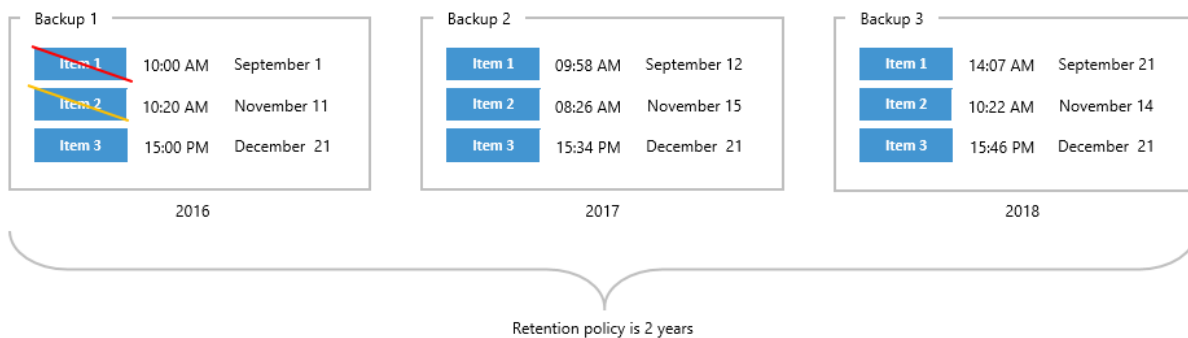 Backup 1
Item 1 10:00 AM September 1
Item 2 10:20 AM November 11
Item 3 15:00 PM December 21
2016
Backup 2
Item 1 09:58 AM September 12
Item 2 08:26 AM November 15
Item 3 15:34 PM December 21
2017
Backup 3
Item 1 14:07 AM September 21
Item 2 10:22 AM November 14
Item 3 15:46 PM December 21
2018
Retention policy is 2 years